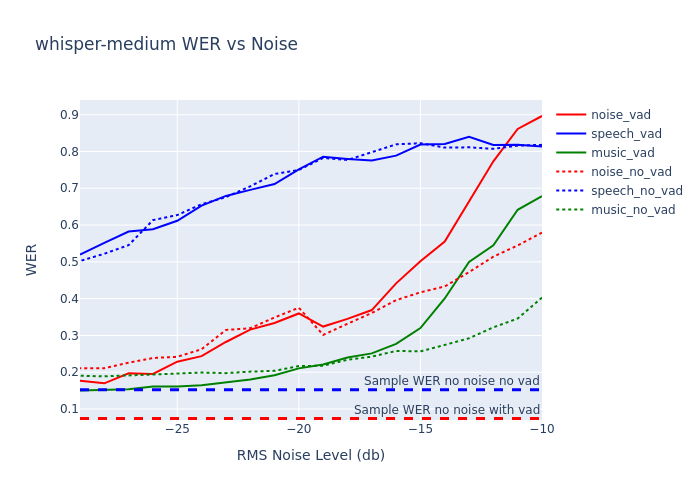 whisper-medium WER vs Noise
0.9
0.8
0.7
0.6
0.5
0.4
0.3
0.2
0.1
WER
−25
−20
−15
−10
RMS Noise Level (db)
Sample WER no noise no vad
Sample WER no noise with vad
noise_vad
speech_vad
music_vad
noise_no_vad
speech_no_vad
music_no_vad